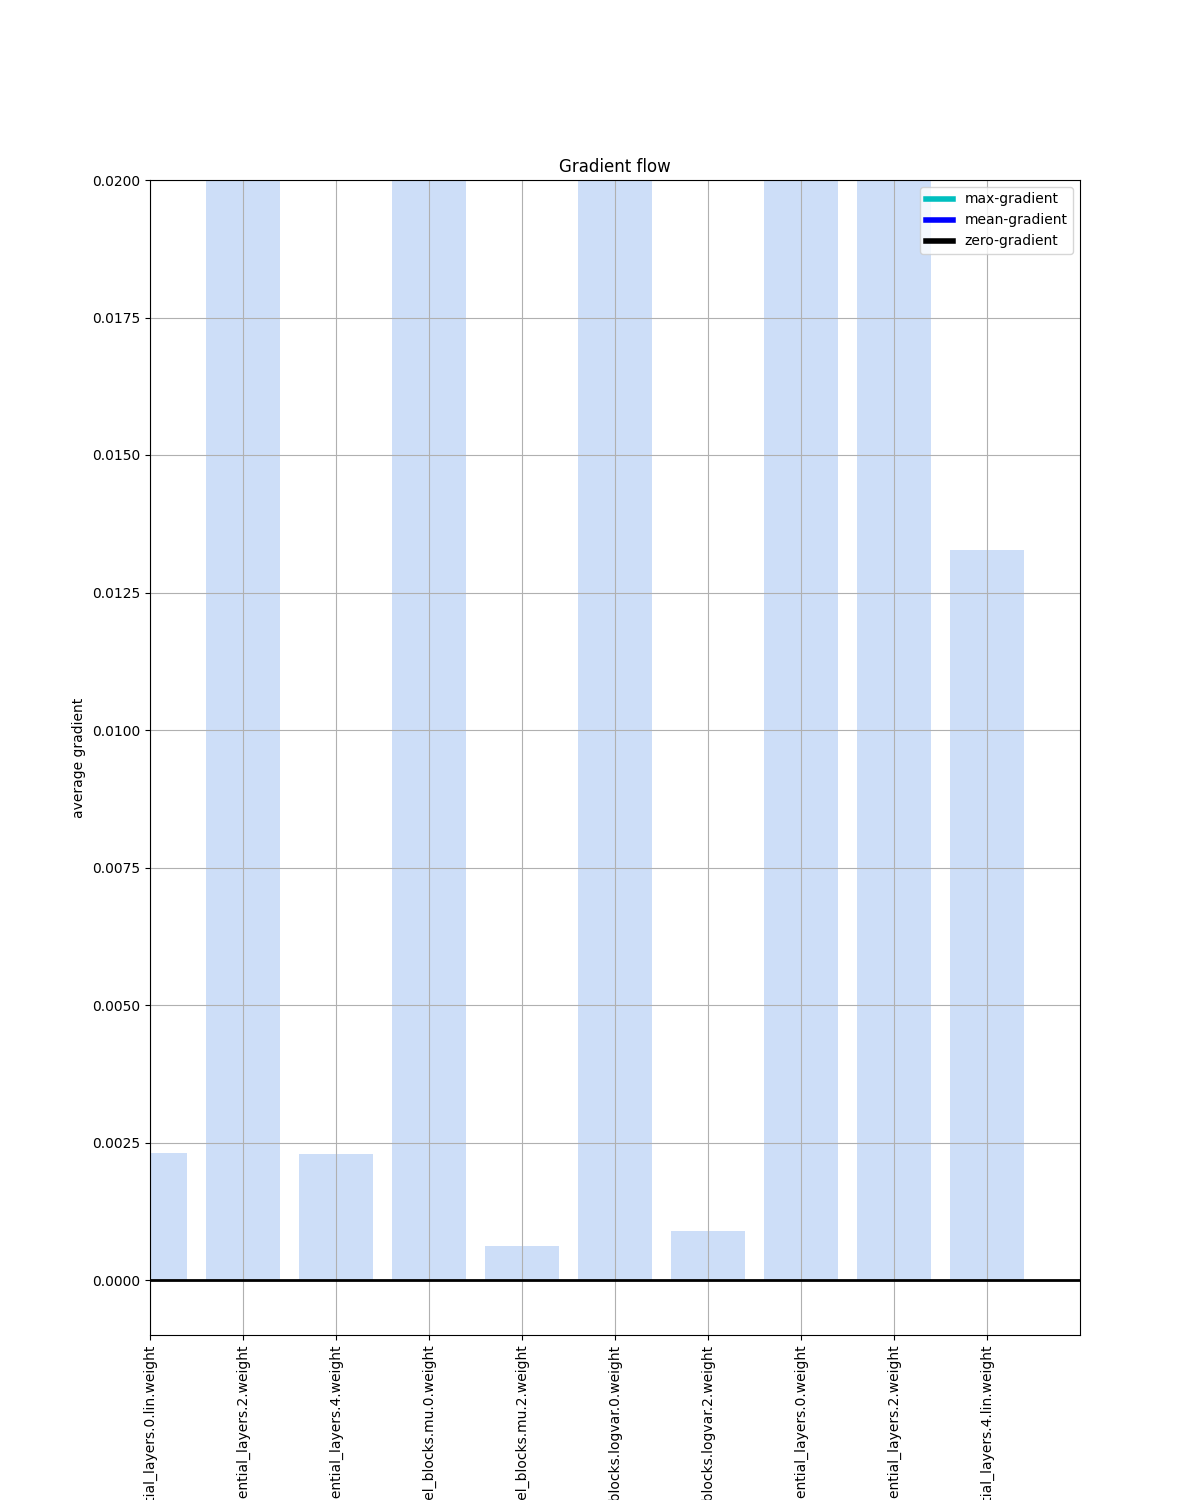 Gradient flow
max-gradient
mean-gradient
zero-gradient
0.0200
0.0175
0.0150
0.0125
0.0100
0.0075
0.0050
0.0025
0.0000
average gradient
tial_layers.0.lin.weight
ential_layers.2.weight
ential_layers.4.weight
el_blocks.mu.0.weight
el_blocks.mu.2.weight
blocks.logvar.0.weight
blocks.logvar.2.weight
ential_layers.0.weight
ential_layers.2.weight
tial_layers.4.lin.weight